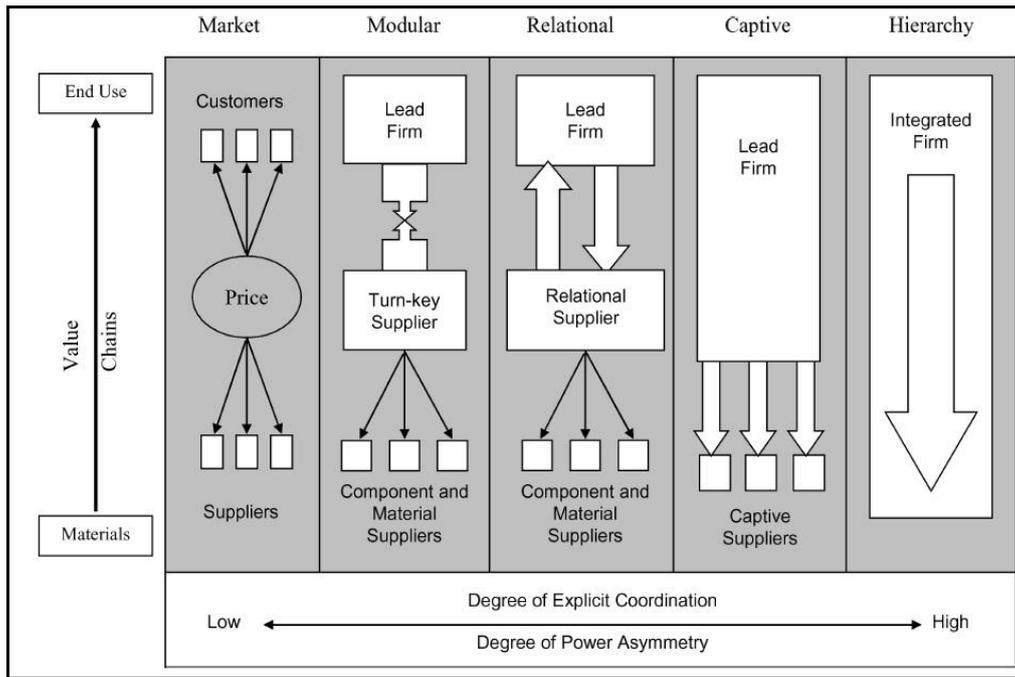 Market
Modular
Relational
Captive
Hierarchy
End Use
Value
Chains
Materials
Customers
Price
Suppliers
Lead
Firm
Turn-key
Supplier
Component and
Material
Suppliers
Lead
Firm
Relational
Supplier
Component and
Material
Suppliers
Lead
Firm
Captive
Suppliers
Integrated
Firm
Degree of Explicit Coordination
Low
High
Degree of Power Asymmetry